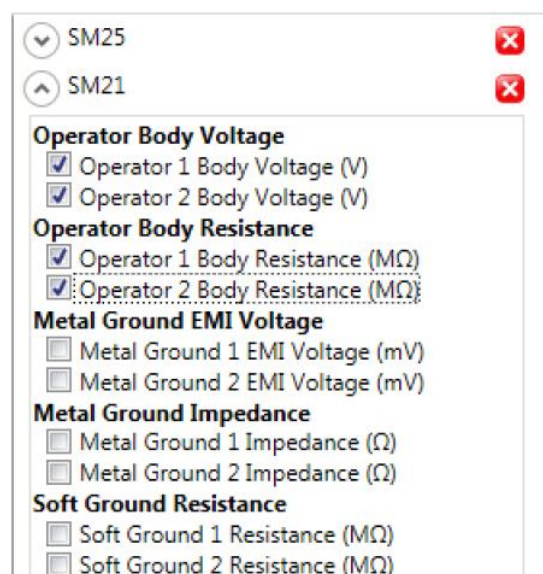 SM25
SM21
Operator Body Voltage
Operator 1 Body Voltage (V)
Operator 2 Body Voltage (V)
Operator Body Resistance
Operator 1 Body Resistance (MΩ)
Operator 2 Body Resistance (MΩ)
Metal Ground EMI Voltage
Metal Ground 1 EMI Voltage (mV)
Metal Ground 2 EMI Voltage (mV)
Metal Ground Impedance
Metal Ground 1 Impedance (Ω)
Metal Ground 2 Impedance (Ω)
Soft Ground Resistance
Soft Ground 1 Resistance (MΩ)
Soft Ground 2 Resistance (MΩ)